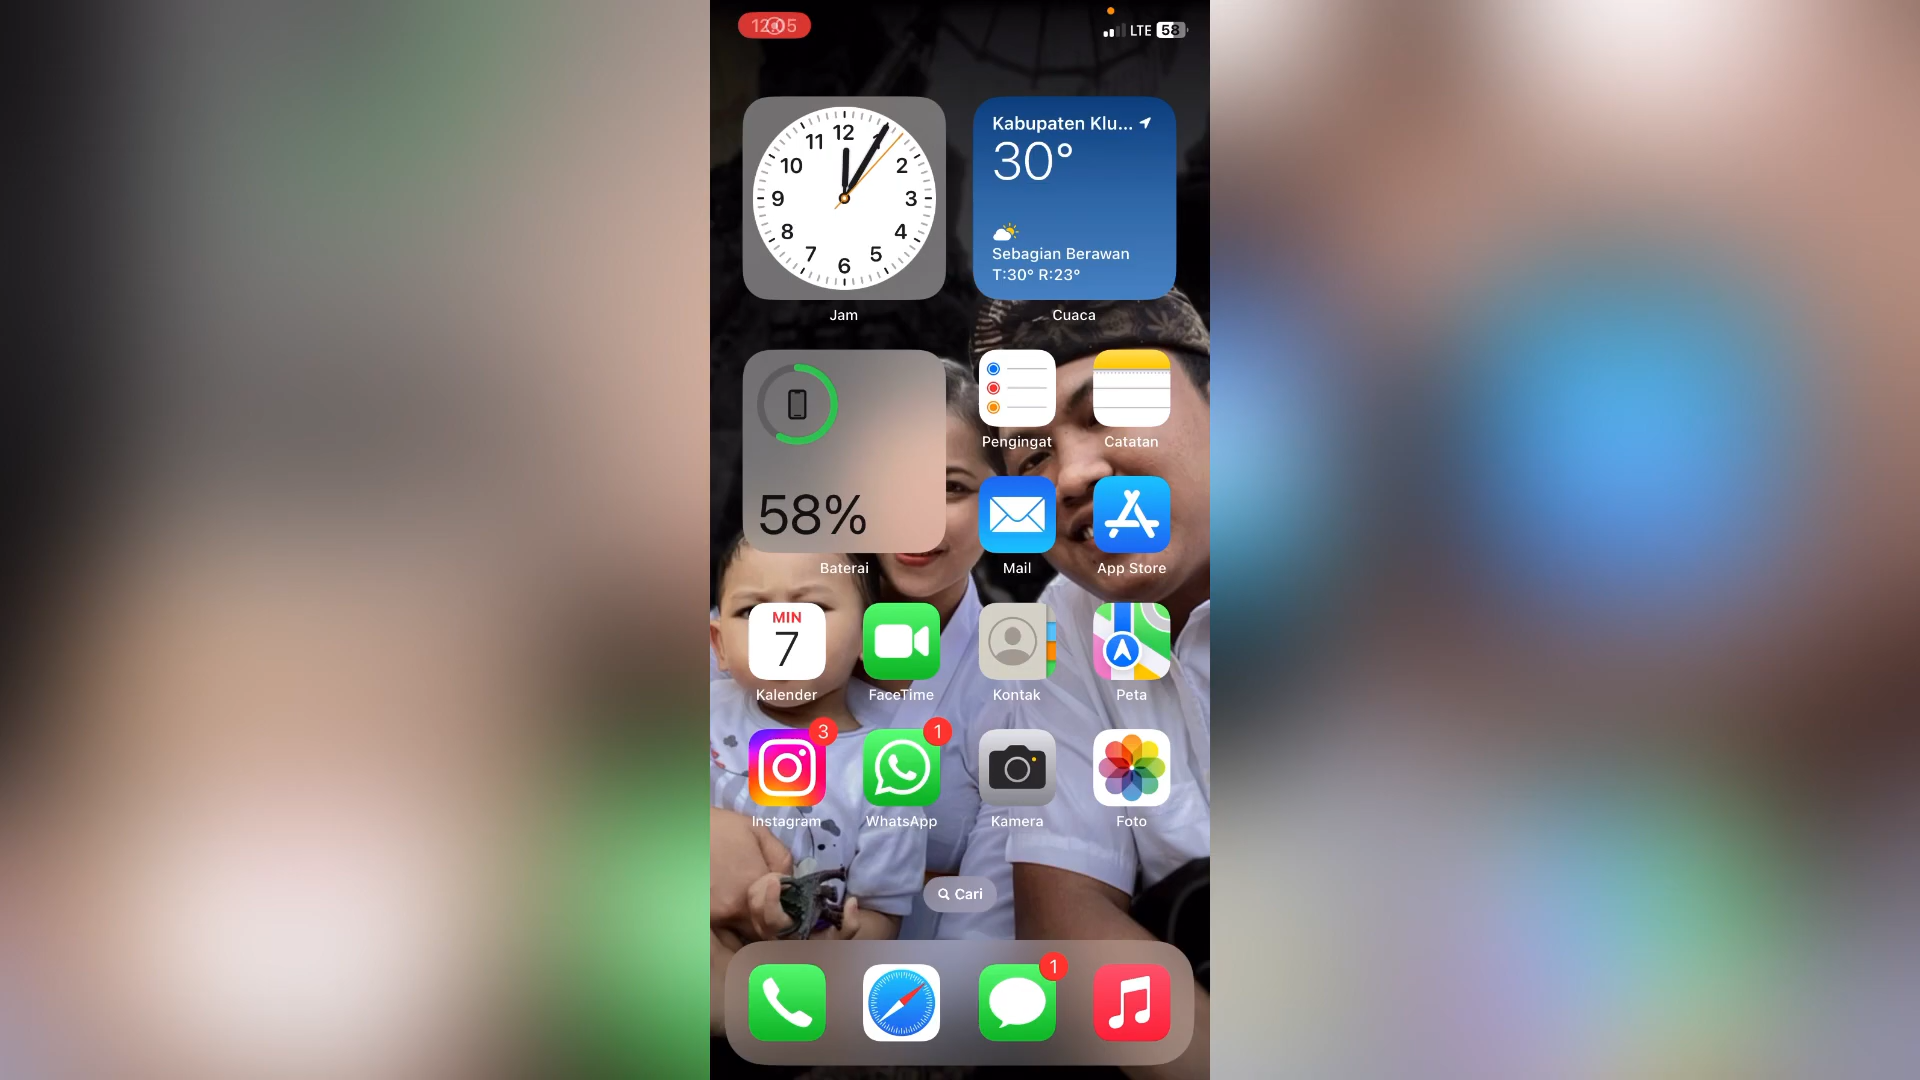 12:05
LTE 58
12
11
2
10
9
3
8
4
7
5
6
Kabupaten Klu...
30°
Sebagian Berawan
T:30° R:23°
Jam
Cuaca
58%
Baterai
Pengingat
Catatan
Mail
App Store
MIN
7
Kalender
FaceTime
Kontak
Peta
3
1
Instagram
WhatsApp
Kamera
Foto
Cari
1